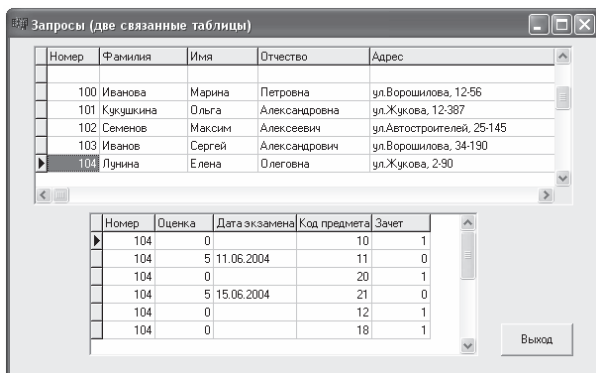 Запросы (две связанные таблицы)
Номер Фамилия Имя Отчество Адрес
100 Иванова Марина Петровна ул.Ворошилова, 12-56
101 Кукушкина Ольга Александровна ул.Жукова, 12-387
102 Семенов Максим Алексеевич ул.Автостроителей, 25-145
103 Иванов Сергей Александрович ул.Ворошилова, 34-190
104 Лунина Елена Олеговна ул.Жукова, 2-90
Номер Оценка Дата экзамена Код предмета Зачет
104 0 10 1
104 5 11.06.2004 11 0
104 0 20 1
104 5 15.06.2004 21 0
104 0 12 1
104 0 18 1
Выход